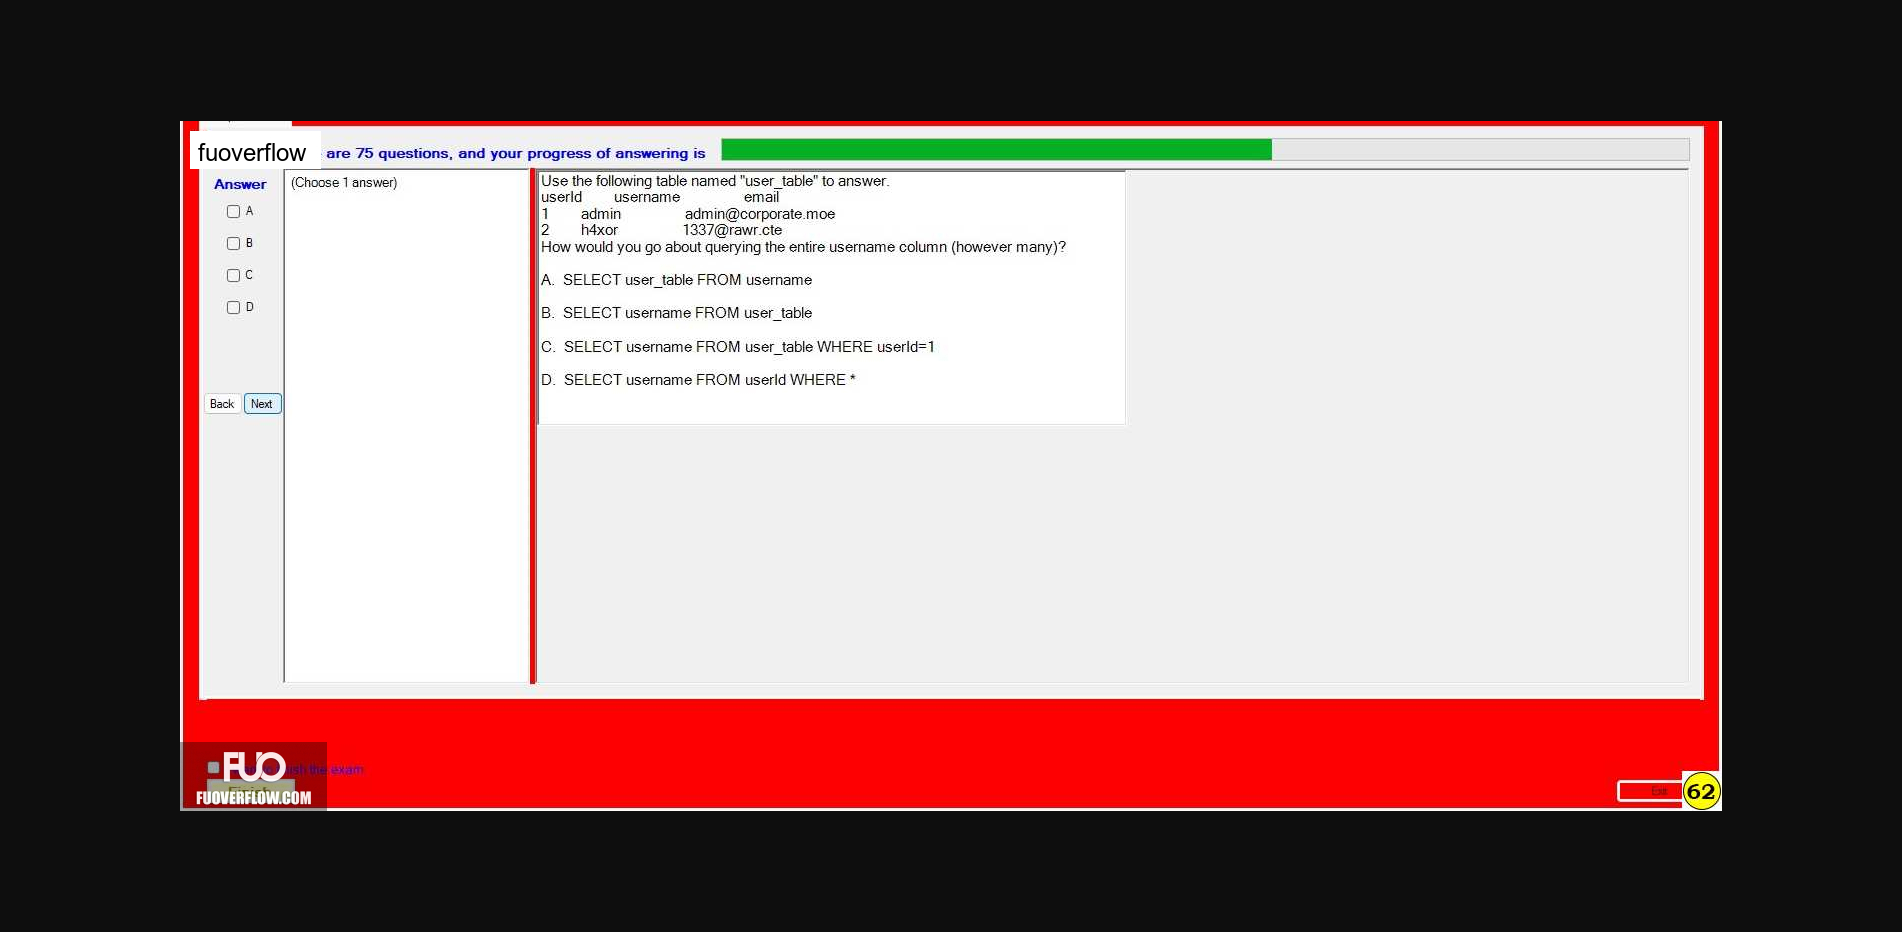 fuoverflow are 75 questions, and your progress of answering is
Answer
(Choose 1 answer)
A
B
C
D
Back Next
Use the following table named "user_table" to answer.
userId username email
1 admin admin@corporate.moe
2 h4xor 1337@rawr.cte
How would you go about querying the entire username column (however many)?
A. SELECT user_table FROM username
B. SELECT username FROM user_table
C. SELECT username FROM user_table WHERE userId=1
D. SELECT username FROM userId WHERE *
FUO
the exam
Finish
FUOVERFLOW.COM
Exit
62